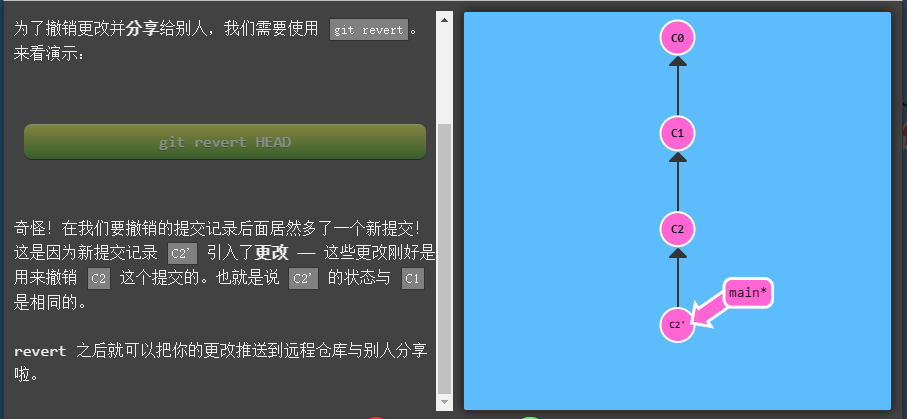 为了撤销更改并分享给别人，我们需要使用 git revert。
来看演示：
git revert HEAD
奇怪！在我们要撤销的提交记录后面居然多了一个新提交！
这是因为新提交记录 C2' 引入了更改 —— 这些更改刚好是
用来撤销 C2 这个提交的。也就是说 C2' 的状态与 C1
是相同的。
revert 之后就可以把你的更改推送到远程仓库与别人分享
啦。
C0
C1
C2
main*
C2'